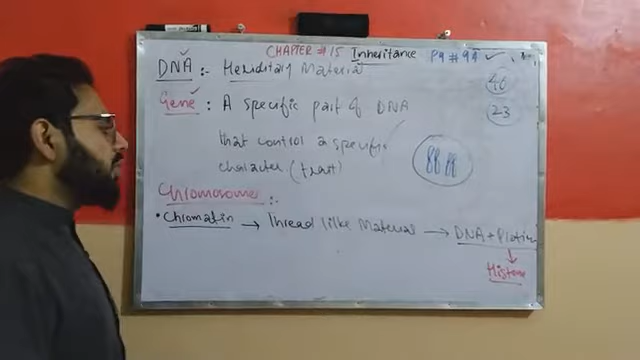 CHAPTER # 15 Inheritance Pg # 94
DNA :- Hereditary Material
46
Gene : A specific part of DNA
23
that control a specific
character (trait)
Chromosome :-
• Chromatin → thread like Material → DNA + Protein
Histone